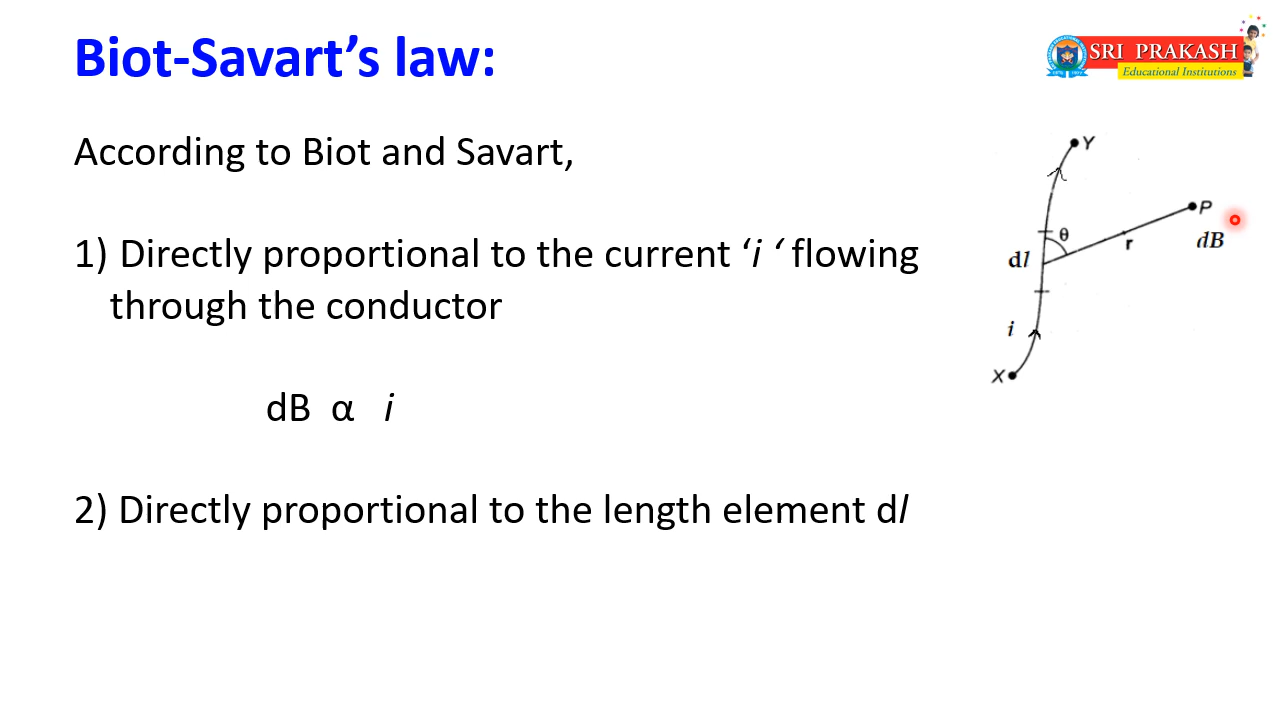 Biot-Savart’s law:
SRI PRAKASH
Educational Institutions
According to Biot and Savart,
1) Directly proportional to the current ‘i ‘ flowing
through the conductor
dB α i
2) Directly proportional to the length element dl
Y
P
θ
r
dB
dl
i
X